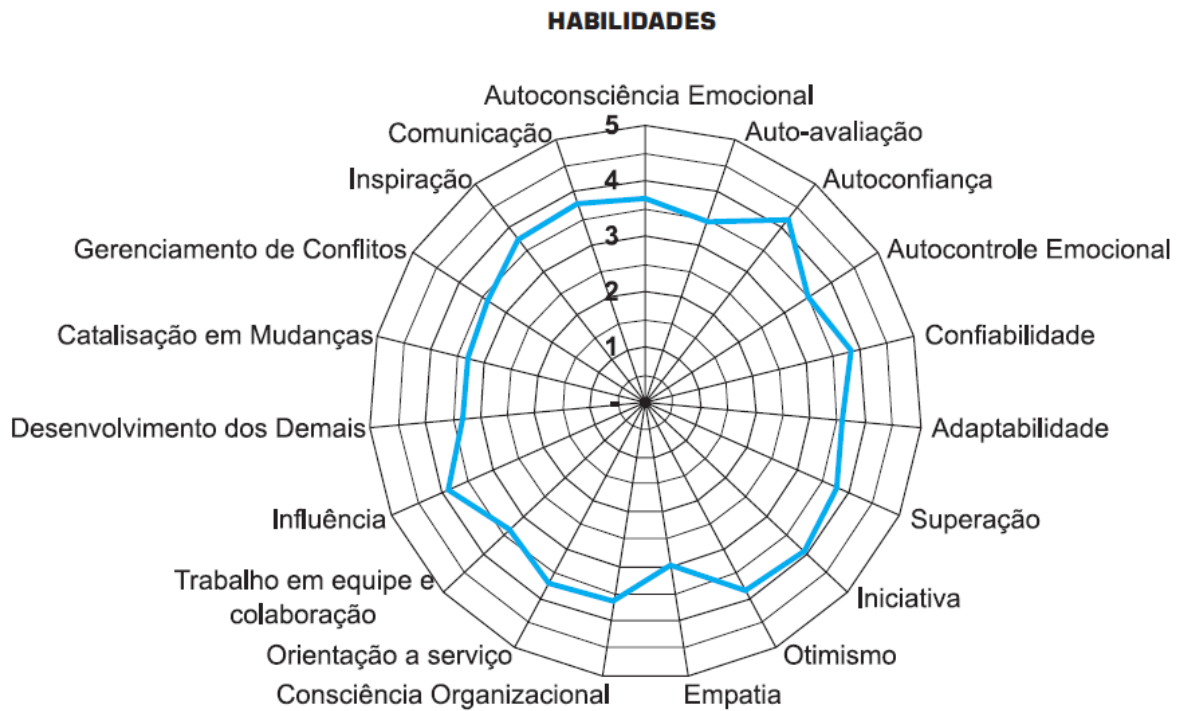 HABILIDADES
Autoconsciência Emocional
Comunicação
5
Auto-avaliação
Inspiração
4
Autoconfiança
Gerenciamento de Conflitos
3
Autocontrole Emocional
2
Catalisação em Mudanças
1
Confiabilidade
-
Desenvolvimento dos Demais
Adaptabilidade
Influência
Superação
Trabalho em equipe e
colaboração
Iniciativa
Orientação a serviço
Otimismo
Consciência Organizacional
Empatia